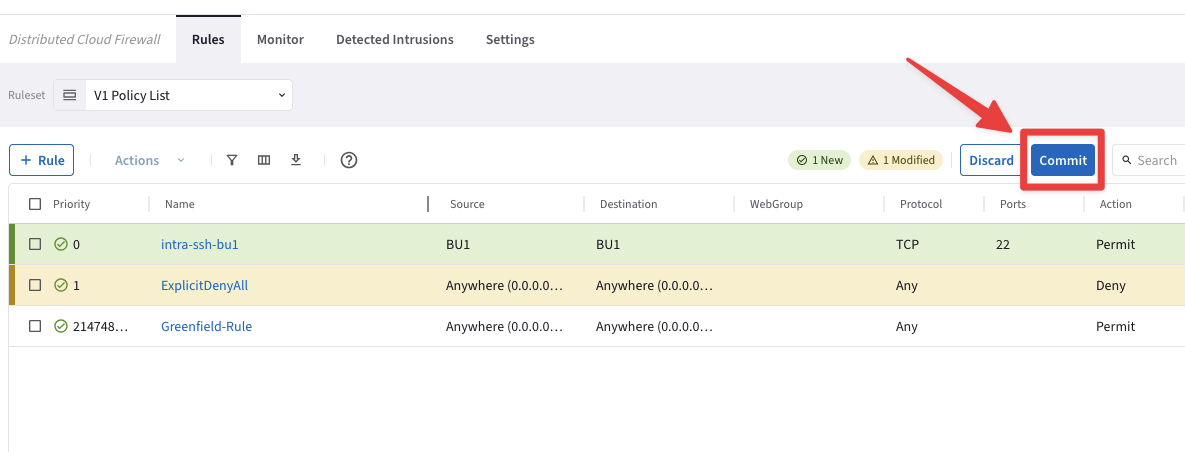 Distributed Cloud Firewall Rules Monitor Detected Intrusions Settings
Ruleset V1 Policy List
+ Rule Actions 1 New 1 Modified Discard Commit Search
Priority Name Source Destination WebGroup Protocol Ports Action
0 intra-ssh-bu1 BU1 BU1 TCP 22 Permit
1 ExplicitDenyAll Anywhere (0.0.0.0… Anywhere (0.0.0… Any Deny
214748… Greenfield-Rule Anywhere (0.0.0.0… Anywhere (0.0.0… Any Permit